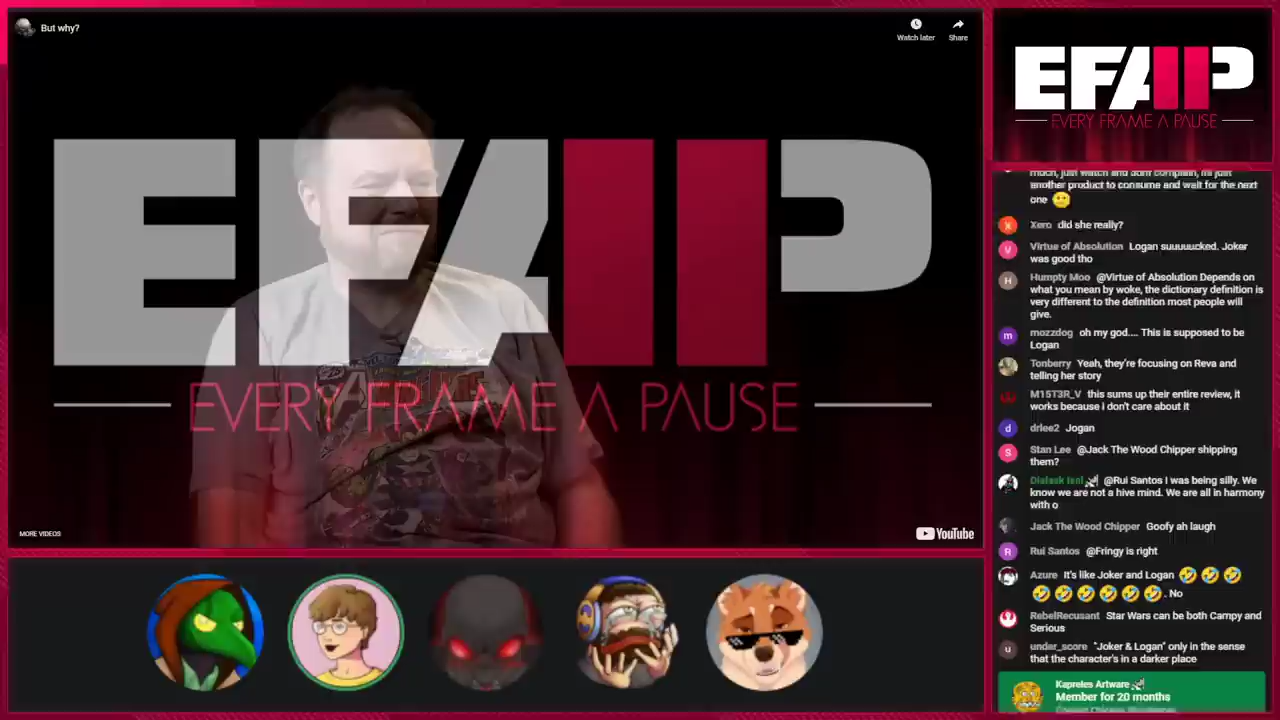 But why?
Watch later
Share
EFAP
EVERY FRAME A PAUSE
MORE VIDEOS
YouTube
EFAP
EVERY FRAME A PAUSE
much, just watch and don't complain, it's just
another product to consume and wait for the next
one
Xero did she really?
Virtue of Absolution Logan suuuuucked. Joker
was good tho
Humpty Moo @Virtue of Absolution Depends on
what you mean by woke, the dictionary definition is
very different to the definition most people will
give.
mozzdog oh my god.... This is supposed to be
Logan
Tonberry Yeah, they're focusing on Reva and
telling her story
M15T3R_V this sums up their entire review, it
works because i don't care about it
drlee2 Jogan
Stan Lee @Jack The Wood Chipper shipping
them?
@Rui Santos I was being silly. We
know we are not a hive mind. We are all in harmony
with o
Jack The Wood Chipper Goofy ah laugh
Rui Santos @Fringy is right
Azure It's like Joker and Logan
. No
RebelRecusant Star Wars can be both Campy and
Serious
under_score "Joker & Logan" only in the sense
that the character's in a darker place
Kapreles Artware
Member for 20 months